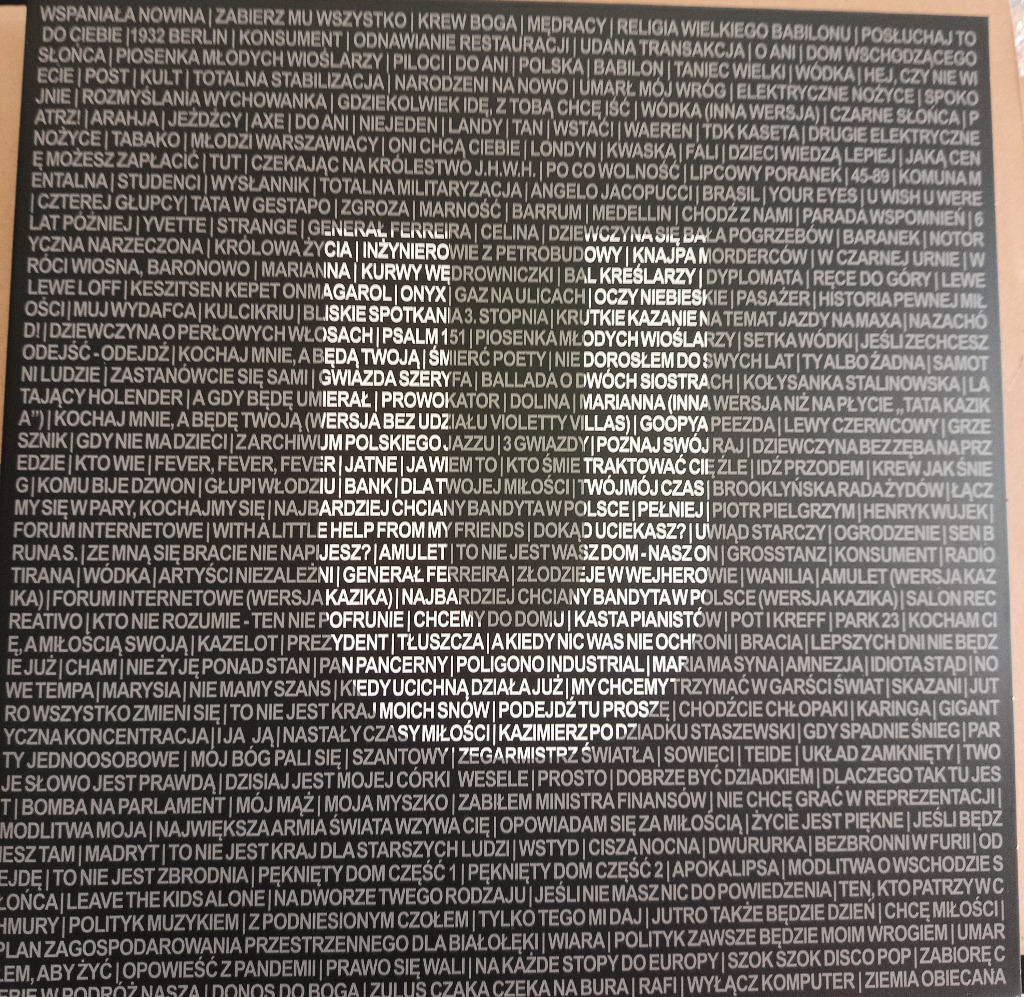 WSPANIAŁA NOWINA | ZABIERZ MU WSZYSTKO | KREW BOGA | MĘDRACY | RELIGIA WIELKIEGO BABILONU | POSŁUCHAJ TO
DO CIEBIE | 1932 BERLIN | KONSUMENT | ODNAWIANIE RESTAURACJI | UDANA TRANSAKCJA | O ANI | DOM WSCHODZĄCEGO
SŁOŃCA | PIOSENKA MŁODYCH WIOŚLARZY | PILOCI | DO ANI | POLSKA | BABILON | TANIEC WIELKI | WÓDKA | HEJ, CZY NIE WI
ECIE | POST | KULT | TOTALNA STABILIZACJA | NARODZENI NA NOWO | UMARŁ MÓJ WRÓG | ELEKTRYCZNE NOŻYCE | SPOKO
JNIE | ROZMYŚLANIA WYCHOWANKA | GDZIEKOLWIEK IDĘ, Z TOBĄ CHCĘ IŚĆ | WÓDKA (INNA WERSJA) | CZARNE SŁOŃCA | P
ATRZ! | ARAHJA | JEŹDŹCY | AXE | DO ANI | NIEJEDEN | LANDY | TAN | WSTAĆ! | WAEREN | TDK KASETA | DRUGIE ELEKTRYCZNE
NOŻYCE | TABAKO | MŁODZI WARSZAWIACY | ONI CHCĄ CIEBIE | LONDYN | KWASKA | FALI | DZIECI WIEDZĄ LEPIEJ | JAKĄ CEN
Ę MOŻESZ ZAPŁACIĆ | TUT | CZEKAJĄC NA KRÓLESTWO J.H.W.H. | PO CO WOLNOŚĆ | LIPCOWY PORANEK | 45-89 | KOMUNA M
ENTALNA | STUDENCI | WYSŁANNIK | TOTALNA MILITARYZACJA | ANGELO JACOPUCCI | BRASIL | YOUR EYES | U WISH U WERE
| CZTEREJ GŁUPCY | TATA W GESTAPO | ZGROZA | MARNOŚĆ | BARRUM | MEDELLIN | CHODŹ Z NAMI | PARADA WSPOMNIEŃ | 6
LAT PÓŹNIEJ | YVETTE | STRANGE | GENERAŁ FERREIRA | CELINA | DZIEWCZYNA SIĘ BAŁA POGRZEBÓW | BARANEK | NOTOR
YCZNA NARZECZONA | KRÓLOWA ŻYCIA | INŻYNIEROWIE Z PETROBUDOWY | KNAJPA MORDERCÓW | W CZARNEJ URNIE | W
RÓCI WIOSNA, BARONOWO | MARIANNA | KURWY WĘDROWNICZKI | BAL KREŚLARZY | DYPLOMATA | RĘCE DO GÓRY | LEWE
LEWE LOFF | KESZITSEN KEPET ONMAGAROL | ONYX | GAZ NA ULICACH | OCZY NIEBIESKIE | PASAŻER | HISTORIA PEWNEJ MIŁ
OŚCI | MUJ WYDAFCA | KULCIKRIU | BLISKIE SPOTKANIA 3. STOPNIA | KRUTKIE KAZANIE NA TEMAT JAZDY NA MAXA | NA ZACHÓ
D! | DZIEWCZYNA O PERŁOWYCH WŁOSACH | PSALM 151 | PIOSENKA MŁODYCH WIOŚLARZY | SETKA WÓDKI | JEŚLI ZECHCESZ
ODEJŚĆ - ODEJDŹ | KOCHAJ MNIE, A BĘDĄ TWOJĄ | ŚMIERĆ POETY | NIE DOROSŁEM DO SWYCH LAT | TY ALBO ŻADNA | SAMOT
NI LUDZIE | ZASTANÓWCIE SIĘ SAMI | GWIAZDA SZERYFA | BALLADA O DWÓCH SIOSTRACH | KOŁYSANKA STALINOWSKA | LA
TAJĄCY HOLENDER | A GDY BĘDĘ UMIERAŁ | PROWOKATOR | DOLINA | MARIANNA (INNA WERSJA NIŻ NA PŁYCIE „TATA KAZIK
A") | KOCHAJ MNIE, A BĘDE TWOJĄ (WERSJA BEZ UDZIAŁU VIOLETTY VILLAS) | GOOPYA PEEZDA | LEWY CZERWCOWY | GRZE
SZNIK | GDY NIE MA DZIECI | Z ARCHIWUM POLSKIEGO JAZZU | 3 GWIAZDY | POZNAJ SWÓJ RAJ | DZIEWCZYNA BEZ ZĘBA NA PRZ
EDZIE | KTO WIE | FEVER, FEVER, FEVER | JATNE | JA WIEM TO | KTO ŚMIE TRAKTOWAĆ CIĘ ŹLE | IDŹ PRZODEM | KREW JAK ŚNIE
G | KOMU BIJE DZWON | GŁUPI WŁODZIU | BANK | DLA TWOJEJ MIŁOŚCI | TWÓJ MÓJ CZAS | BROOKLYŃSKA RADA ŻYDÓW | ŁĄCZ
MY SIĘ W PARY, KOCHAJMY SIĘ | NAJBARDZIEJ CHCIANY BANDYTA W POLSCE | PEŁNIEJ | PIOTR PIELGRZYM | HENRYK WUJEK |
FORUM INTERNETOWE | WITH A LITTLE HELP FROM MY FRIENDS | DOKĄD UCIEKASZ? | UWIĄD STARCZY | OGRODZENIE | SEN B
RUNA S. | ZE MNĄ SIĘ BRACIE NIE NAPIJESZ? | AMULET | TO NIE JEST WASZ DOM - NASZ ON | GROSSTANZ | KONSUMENT | RADIO
TIRANA | WÓDKA | ARTYŚCI NIEZALEŻNI | GENERAŁ FERREIRA | ZŁODZIEJE W WEJHEROWIE | WANILIA | AMULET (WERSJA KAZ
IKA) | FORUM INTERNETOWE (WERSJA KAZIKA) | NAJBARDZIEJ CHCIANY BANDYTA W POLSCE (WERSJA KAZIKA) | SALON REC
REATIVO | KTO NIE ROZUMIE - TEN NIE POFRUNIE | CHCEMY DO DOMU | KASTA PIANISTÓW | POT I KREFF | PARK 23 | KOCHAM CI
Ę, A MIŁOŚCIĄ SWOJĄ | KAZELOT | PREZYDENT | TŁUSZCZA | A KIEDY NIC WAS NIE OCHRONI | BRACIA | LEPSZYCH DNI NIE BĘDZ
IE JUŻ | CHAM | NIE ŻYJĘ PONAD STAN | PAN PANCERNY | POLIGONO INDUSTRIAL | MARIA MA SYNA | AMNEZJA | IDIOTA STĄD | NO
WE TEMPA | MARYSIA | NIE MAMY SZANS | KIEDY UCICHNĄ DZIAŁA JUŻ | MY CHCEMY TRZYMAĆ W GARŚCI ŚWIAT | SKAZANI | JUT
RO WSZYSTKO ZMIENI SIĘ | TO NIE JEST KRAJ MOICH SNÓW | PODEJDŹ TU PROSZĘ | CHODŹCIE CHŁOPAKI | KARINGA | GIGANT
YCZNA KONCENTRACJA | I JA JĄ | NASTAŁY CZASY MIŁOŚCI | KAZIMIERZ PO DZIADKU STASZEWSKI | GDY SPADNIE ŚNIEG | PAR
TY JEDNOOSOBOWE | MÓJ BÓG PALI SIĘ | SZANTOWY | ZEGARMISTRZ ŚWIATŁA | SOWIECI | TEIDE | UKŁAD ZAMKNIĘTY | TWO
JE SŁOWO JEST PRAWDĄ | DZISIAJ JEST MOJEJ CÓRKI WESELE | PROSTO | DOBRZE BYĆ DZIADKIEM | DLACZEGO TAK TU JES
T | BOMBA NA PARLAMENT | MÓJ MĄŻ | MOJA MYSZKO | ZABIŁEM MINISTRA FINANSÓW | NIE CHCĘ GRAĆ W REPREZENTACJI |
MODLITWA MOJA | NAJWIĘKSZA ARMIA ŚWIATA WZYWA CIĘ | OPOWIADAM SIĘ ZA MIŁOŚCIĄ | ŻYCIE JEST PIĘKNE | JEŚLI BĘDZ
IESZ TAM | MADRYT | TO NIE JEST KRAJ DLA STARSZYCH LUDZI | WSTYD | CISZA NOCNA | DWURURKA | BEZBRONNI W FURII | OD
EJDĘ | TO NIE JEST ZBRODNIA | PĘKNIĘTY DOM CZĘŚĆ 1 | PĘKNIĘTY DOM CZĘŚĆ 2 | APOKALIPSA | MODLITWA O WSCHODZIE S
ŁOŃCA | LEAVE THE KIDS ALONE | NA DWORZE TWEGO RODZAJU | JEŚLI NIE MASZ NIC DO POWIEDZENIA | TEN, KTO PATRZY W C
HMURY | POLITYK MUZYKIEM | Z PODNIESIONYM CZOŁEM | TYLKO TEGO MI DAJ | JUTRO TAKŻE BĘDZIE DZIEŃ | CHCĘ MIŁOŚCI |
PLAN ZAGOSPODAROWANIA PRZESTRZENNEGO DLA BIAŁOŁĘKI | WIARA | POLITYK ZAWSZE BĘDZIE MOIM WROGIEM | UMAR
ŁEM, ABY ŻYĆ | OPOWIEŚĆ Z PANDEMII | PRAWO SIĘ WALI | NA KAŻDE STOPY DO EUROPY | SZOK SZOK DISCO POP | ZABIORĘ C
W PODRÓŻ NASZĄ | DONOS DO BOGA | ZULUS CZAKA CZEKA NA BURA | RAFI | WYŁĄCZ KOMPUTER | ZIEMIA OBIECANA